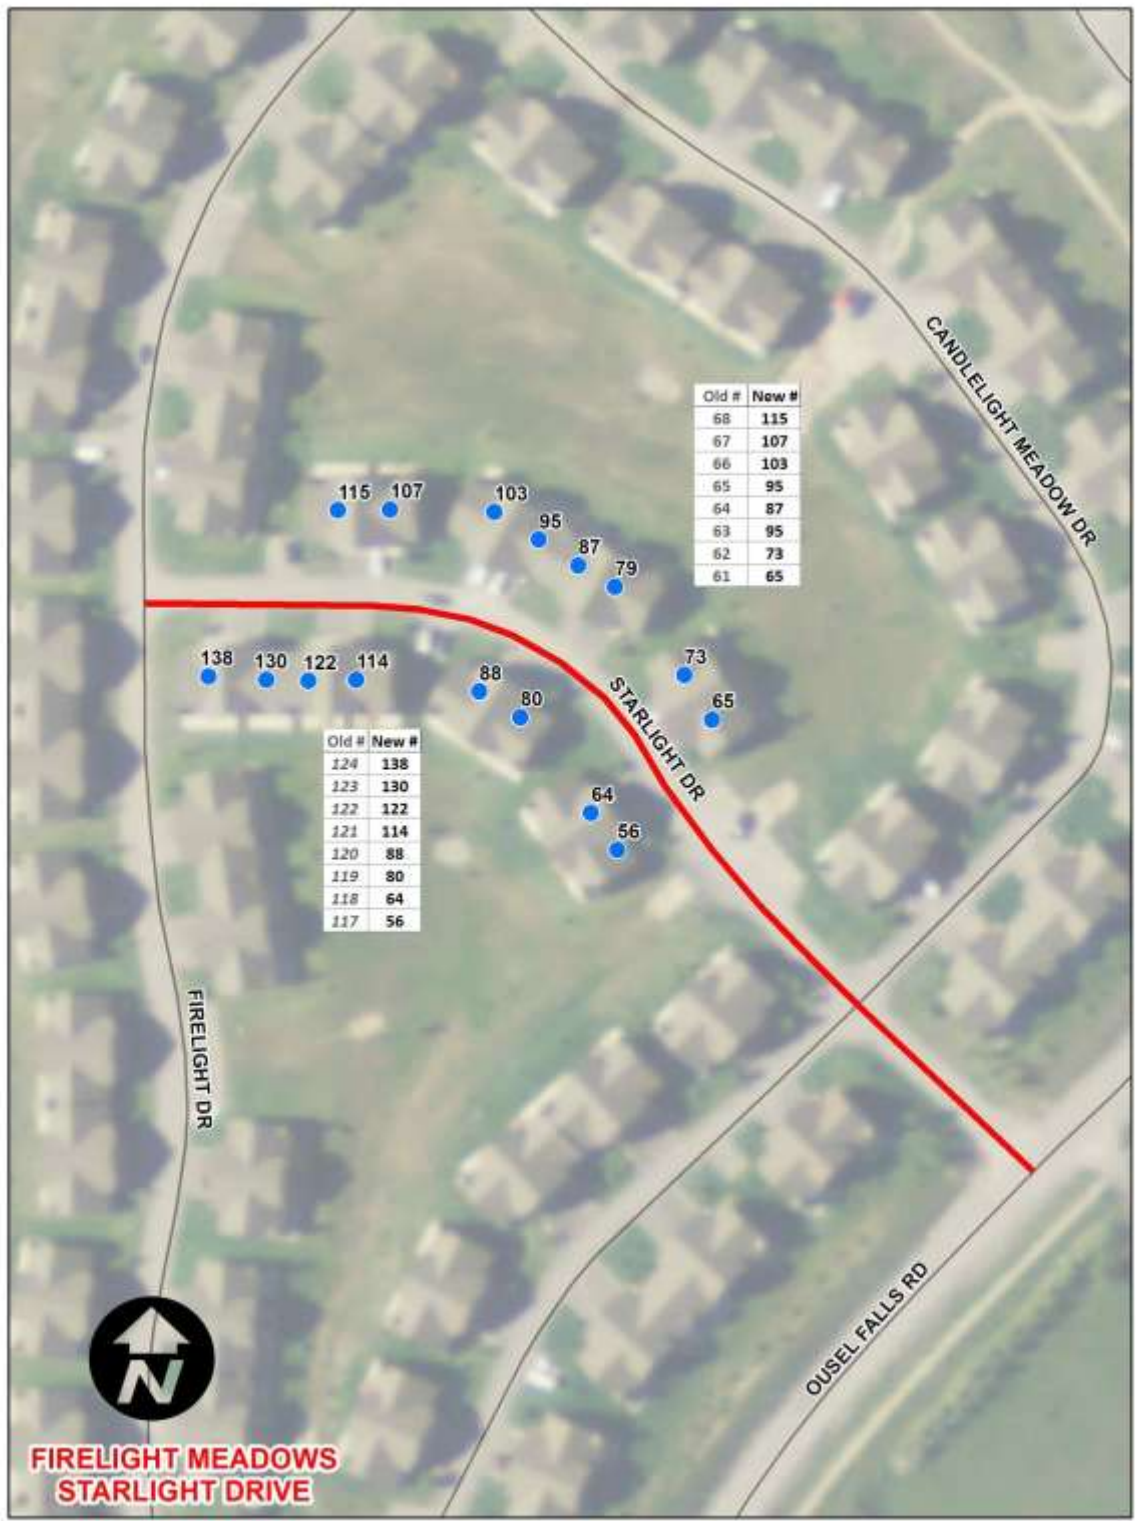 CANDLELIGHT MEADOW DR
Old # New #
68 115
67 107
66 103
65 95
64 87
63 95
62 73
61 65
115 107 103
95
87
79
138 130 122 114
88
80
73
65
STARLIGHT DR
64
56
Old # New #
124 138
123 130
122 122
121 114
120 88
119 80
118 64
117 56
FIRELIGHT DR
OUSEL FALLS RD
N
FIRELIGHT MEADOWS
STARLIGHT DRIVE